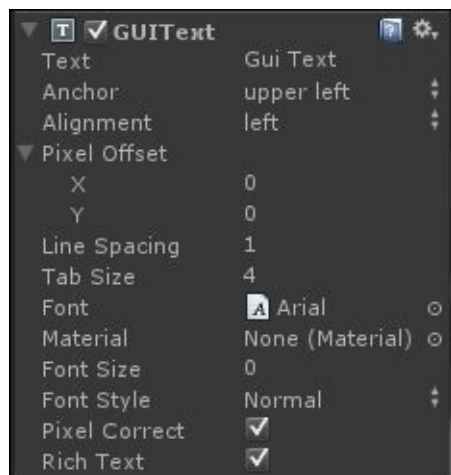 T GUIText
Text Gui Text
Anchor upper left
Alignment left
Pixel Offset
X 0
Y 0
Line Spacing 1
Tab Size 4
Font A Arial
Material None (Material)
Font Size 0
Font Style Normal
Pixel Correct
Rich Text